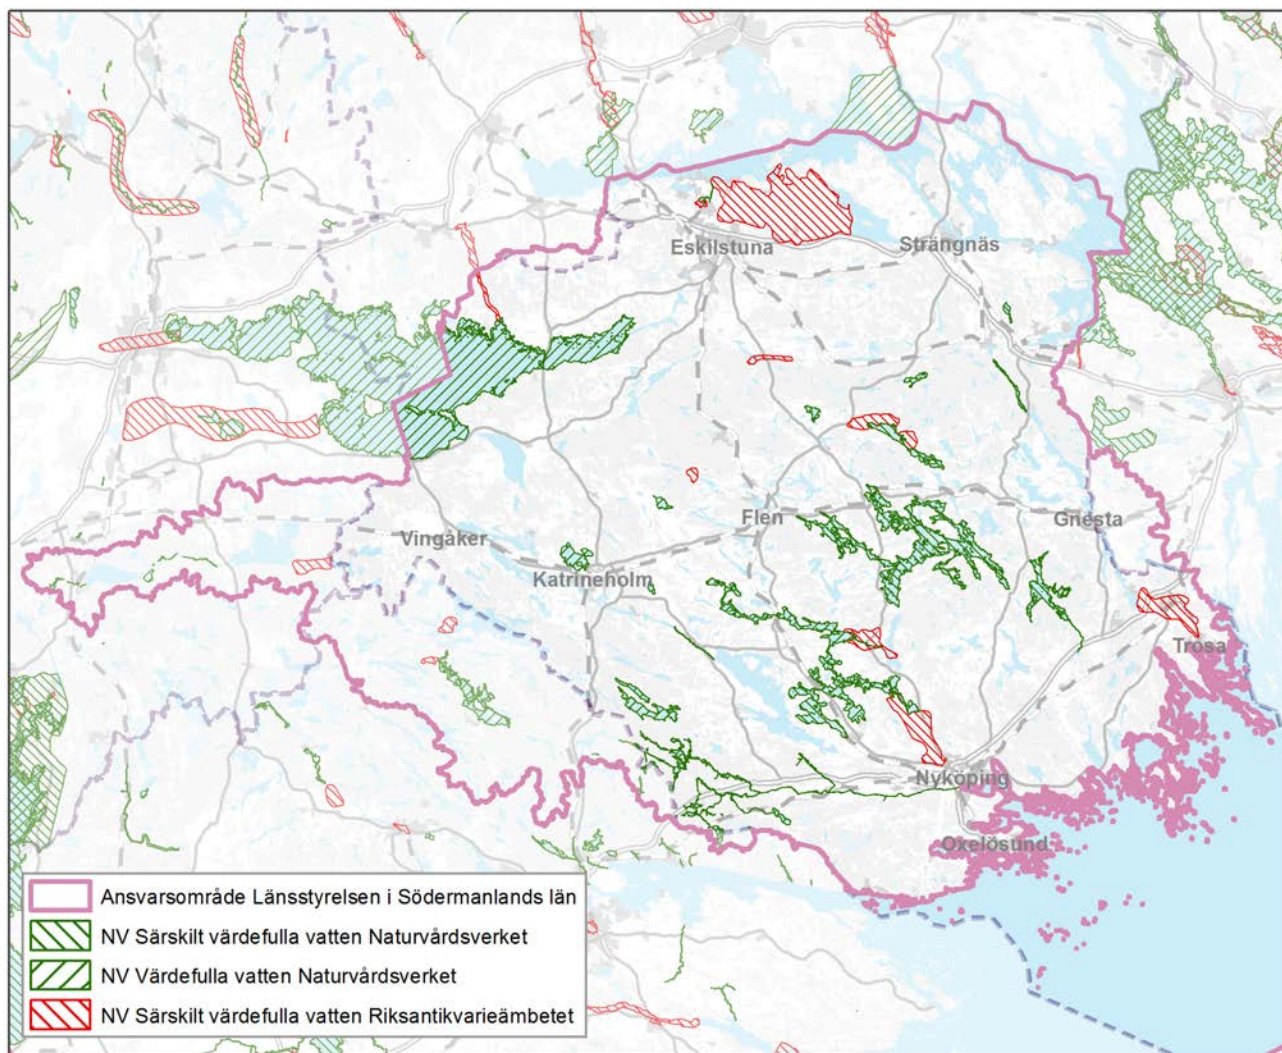 Eskilstuna
Strängnäs
Flen
Gnesta
Vingåker
Katrineholm
Trosa
Nyköping
Oxelösund
Ansvarsområde Länsstyrelsen i Södermanlands län
NV Särskilt värdefulla vatten Naturvårdsverket
NV Värdefulla vatten Naturvårdsverket
NV Särskilt värdefulla vatten Riksantikvarieämbetet